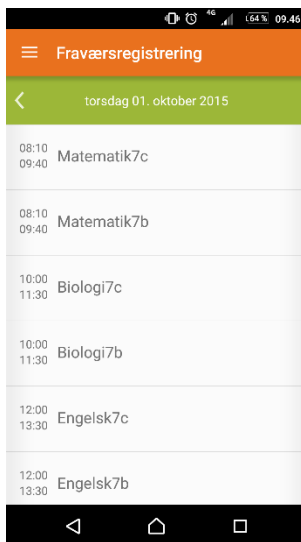 4G 64% 09.46
Fraværsregistrering
torsdag 01. oktober 2015
08:10
09:40 Matematik7c
08:10
09:40 Matematik7b
10:00
11:30 Biologi7c
10:00
11:30 Biologi7b
12:00
13:30 Engelsk7c
12:00
13:30 Engelsk7b